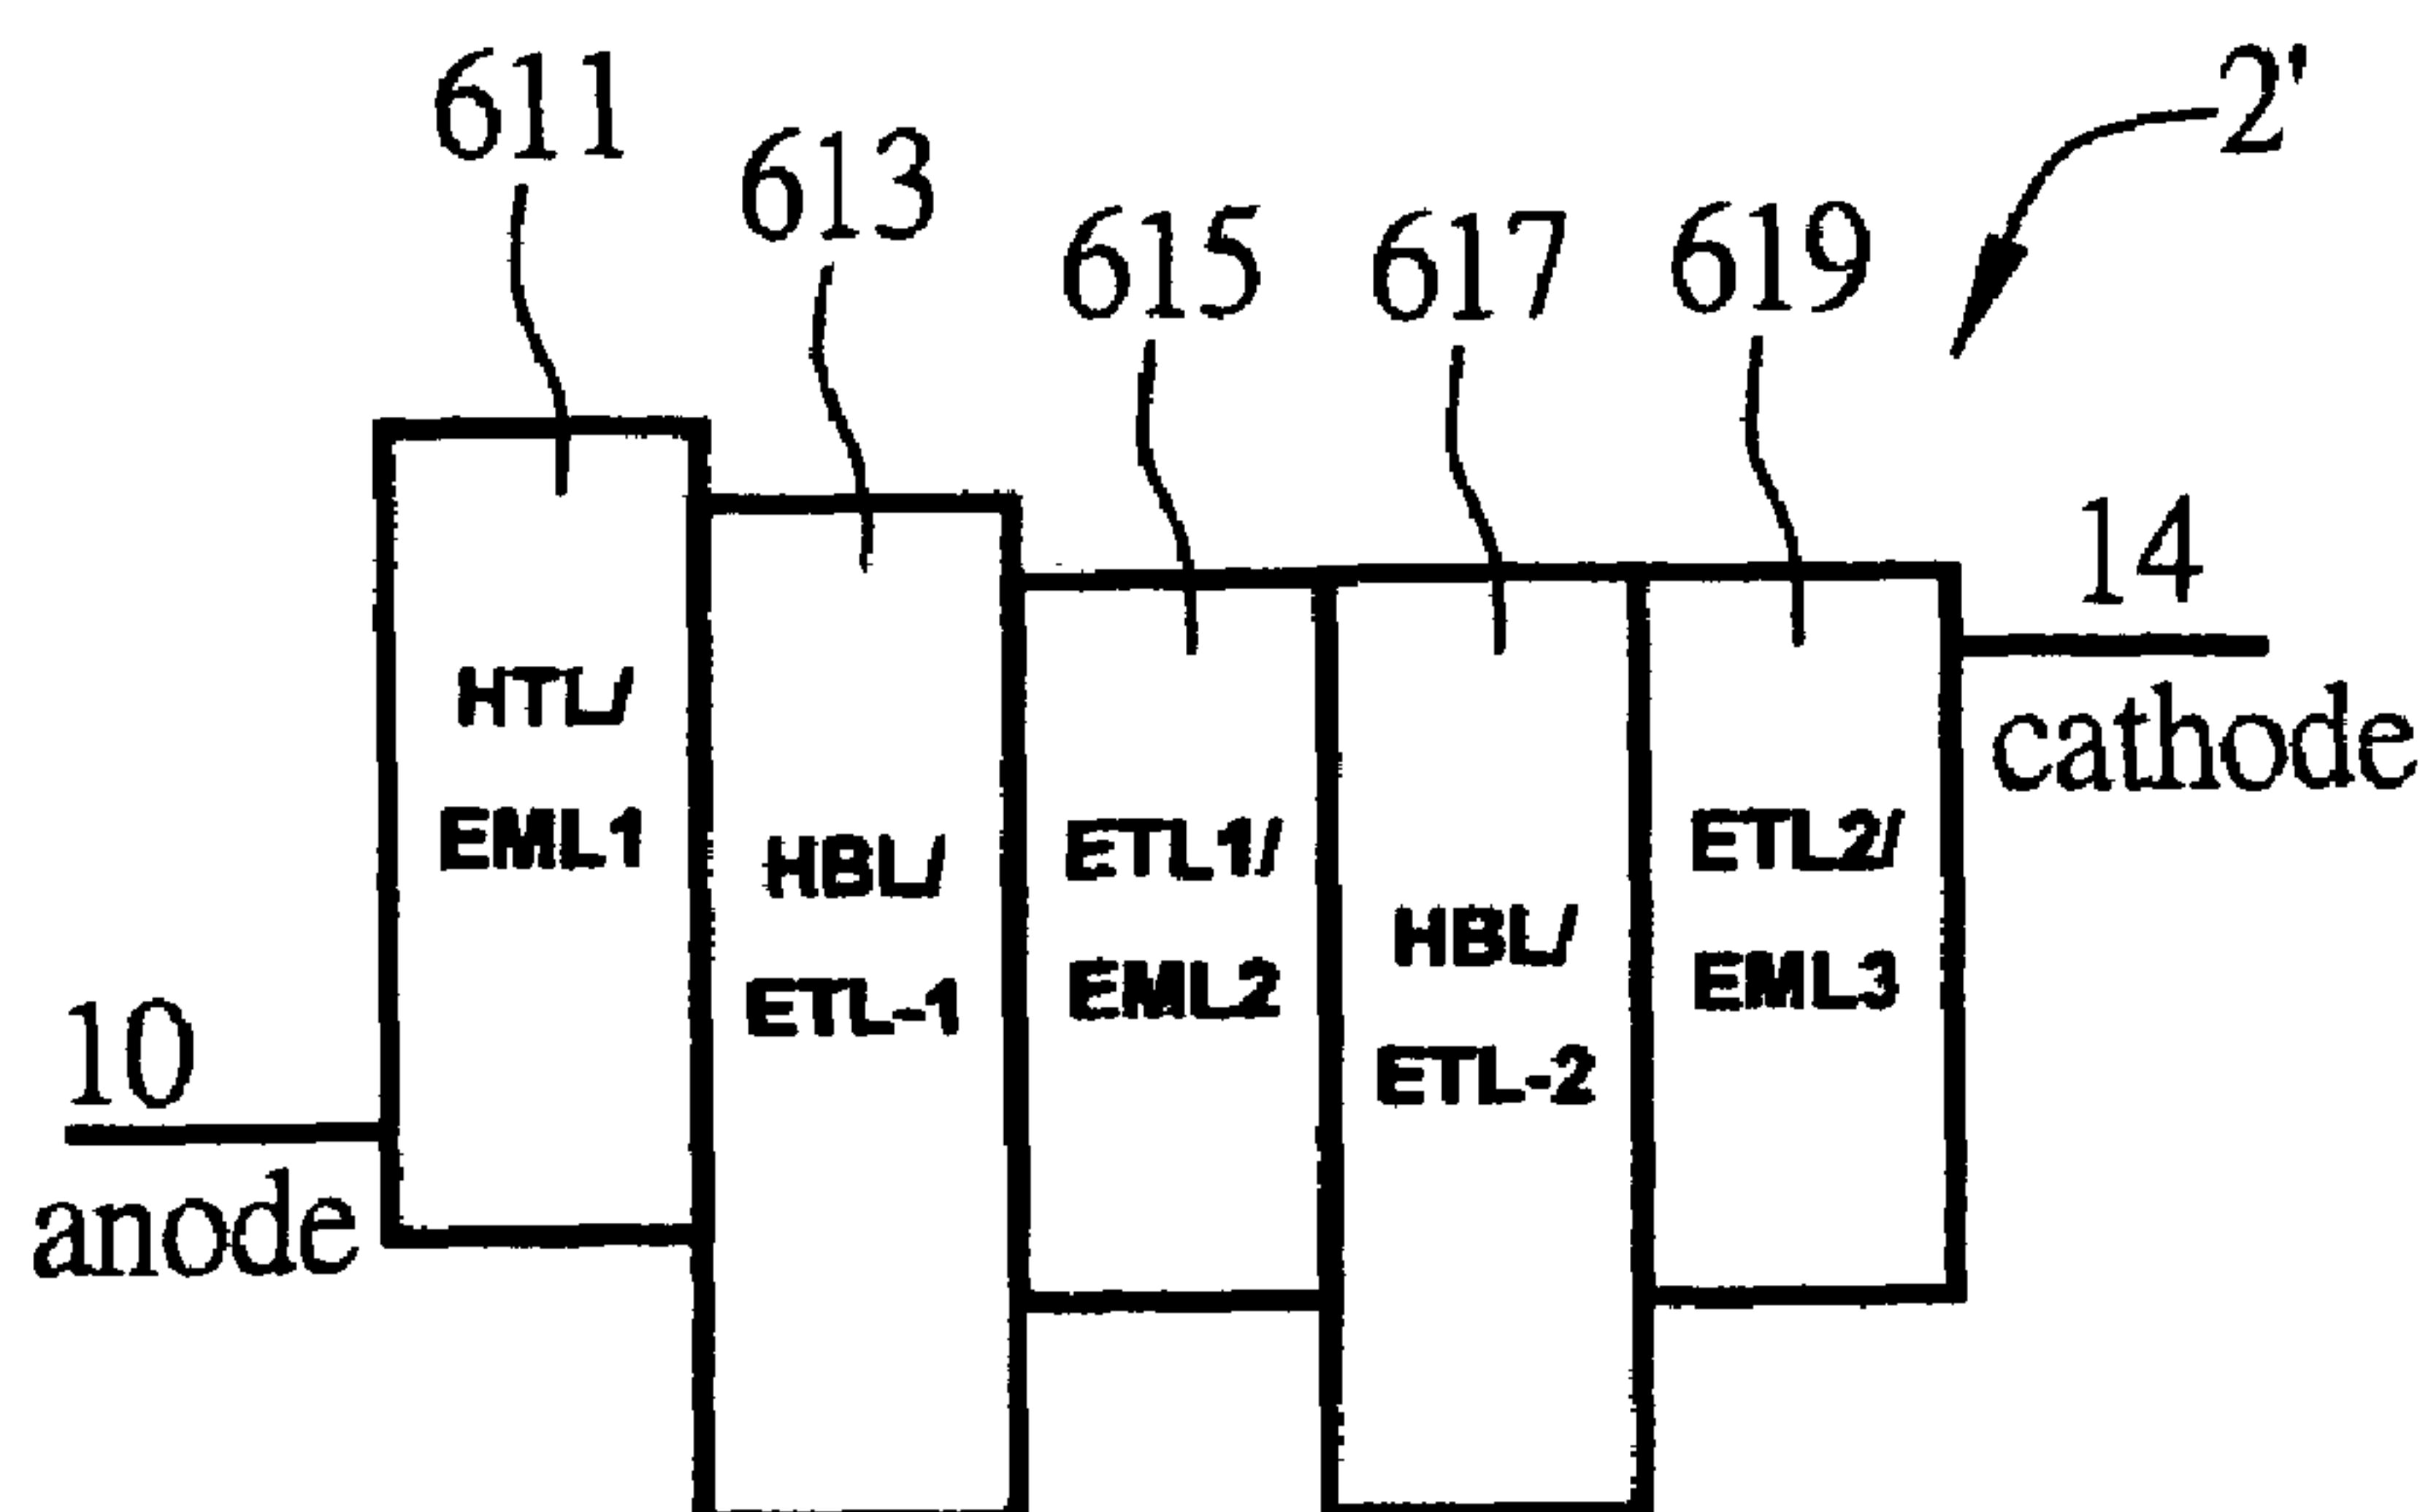 611
613
615
617
619
2'
14
cathode
HTL/
EML1
HBL/
ETL-1
ETL1/
EML2
HBL/
ETL-2
ETL2/
EML3
10
anode